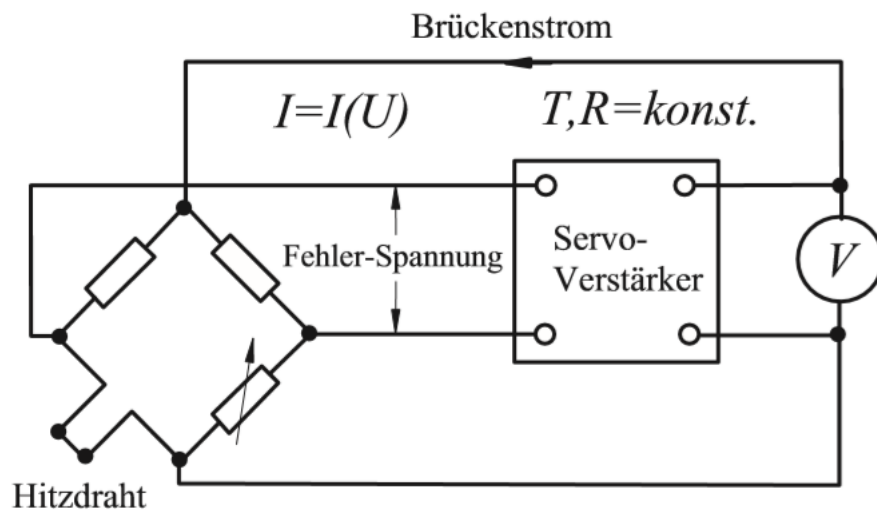 Brückenstrom
I=I(U)
T,R=konst.
Fehler-Spannung
Servo-
Verstärker
V
Hitzdraht